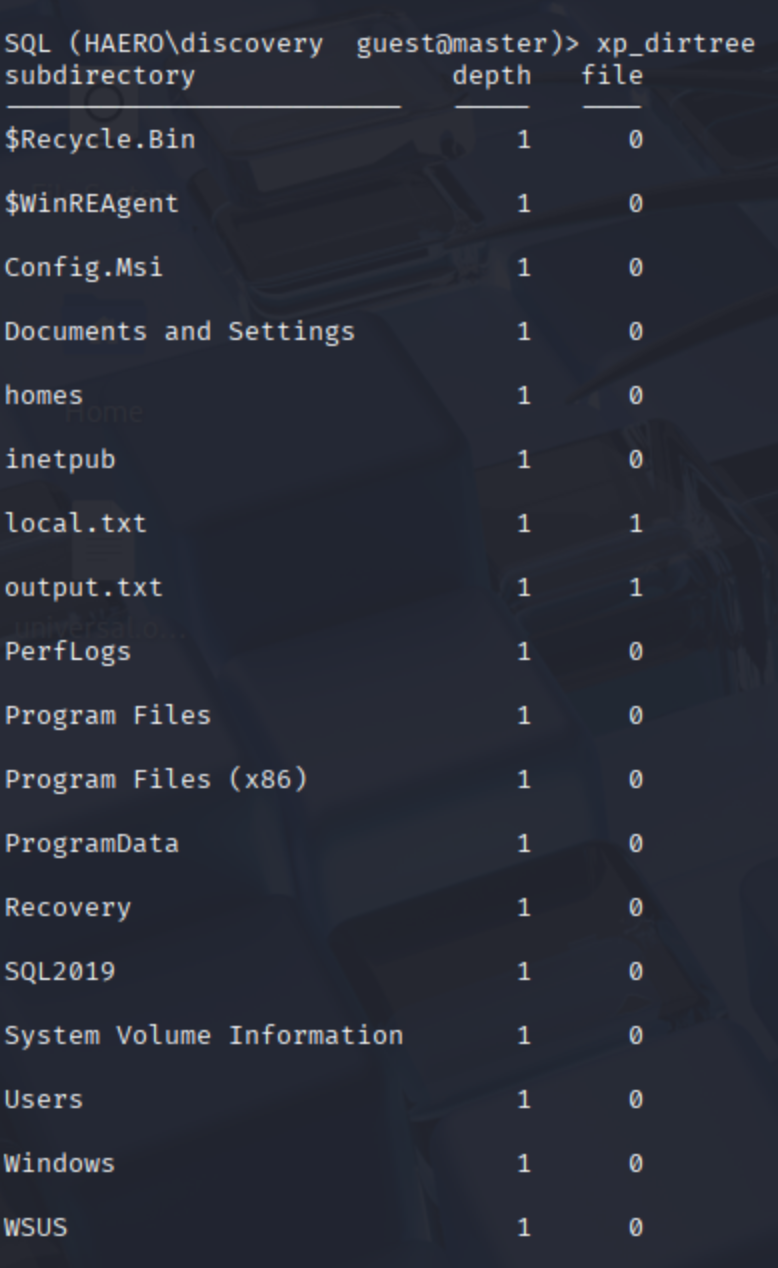 SQL (HAERO\discovery  guest@master)> xp_dirtree
subdirectory depth file
$Recycle.Bin 1 0
$WinREAgent 1 0
Config.Msi 1 0
Documents and Settings 1 0
homes 1 0
Home
inetpub 1 0
local.txt 1 1
output.txt 1 1
universal.o...
PerfLogs 1 0
Program Files 1 0
Program Files (x86) 1 0
ProgramData 1 0
Recovery 1 0
SQL2019 1 0
System Volume Information 1 0
Users 1 0
Windows 1 0
WSUS 1 0